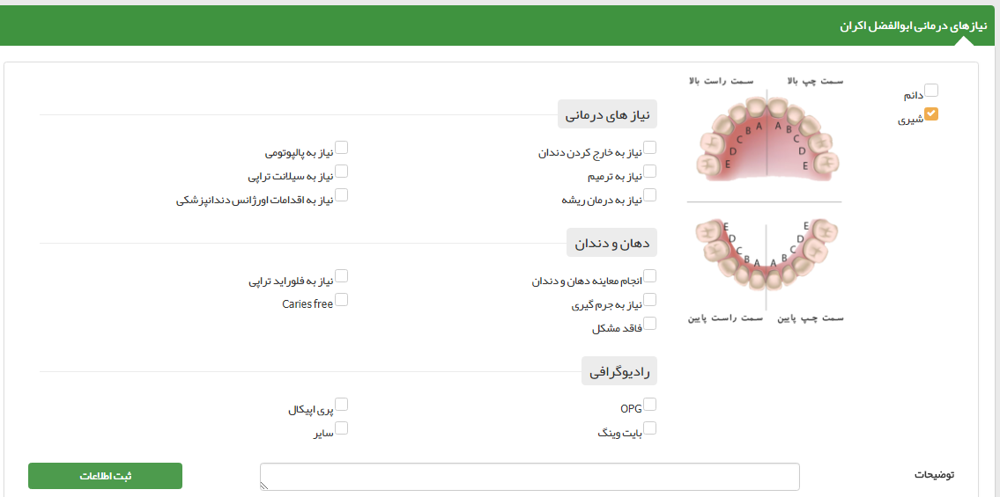 نیازهای درمانی ابوالفضل اکران
دائم
شیری
سمت چپ بالا
سمت راست بالا
E D C B A A B C D E
E D C B A A B C D E
سمت چپ پایین
سمت راست پایین
نیاز های درمانی
نیاز به خارج کردن دندان
نیاز به پالپوتومی
نیاز به ترمیم
نیاز به سیلانت تراپی
نیاز به درمان ریشه
نیاز به اقدامات اورژانس دندانپزشکی
دهان و دندان
انجام معاینه دهان و دندان
نیاز به فلوراید تراپی
نیاز به جرم گیری
Caries free
فاقد مشکل
رادیوگرافی
OPG
پری اپیکال
بایت وینگ
سایر
توضیحات
ثبت اطلاعات